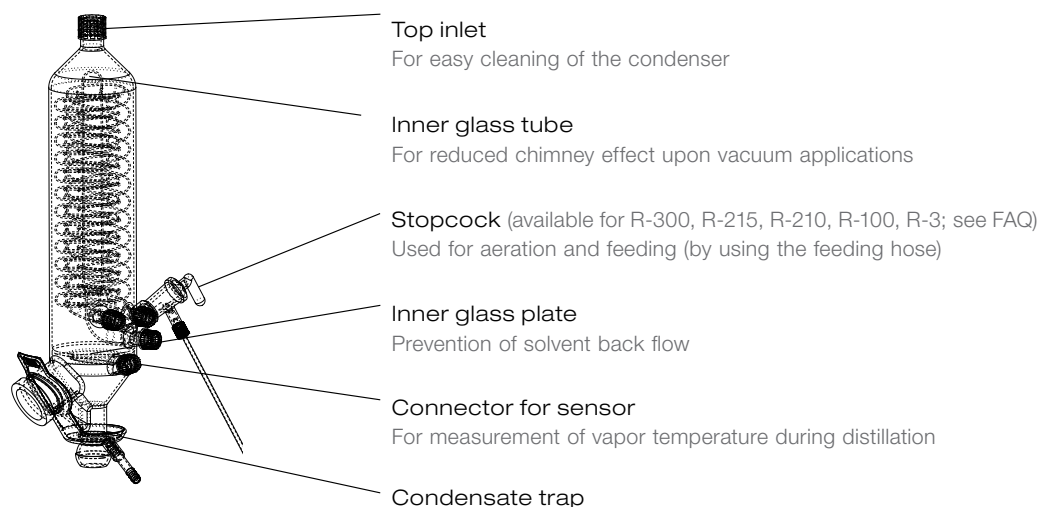 Top inlet
For easy cleaning of the condenser
Inner glass tube
For reduced chimney effect upon vacuum applications
Stopcock (available for R-300, R-215, R-210, R-100, R-3; see FAQ)
Used for aeration and feeding (by using the feeding hose)
Inner glass plate
Prevention of solvent back flow
Connector for sensor
For measurement of vapor temperature during distillation
Condensate trap